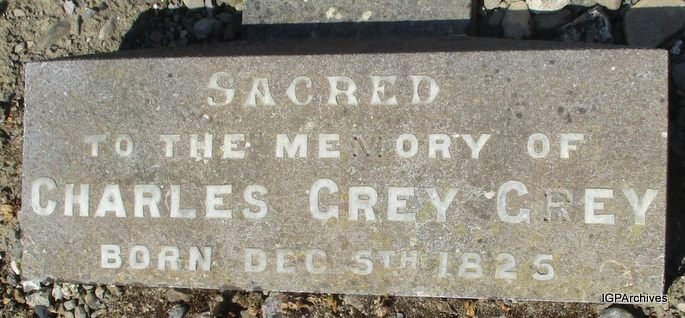 SACRED
TO THE MEMORY OF
CHARLES GREY GREY
BORN DEC 5TH 1825
IGPArchives